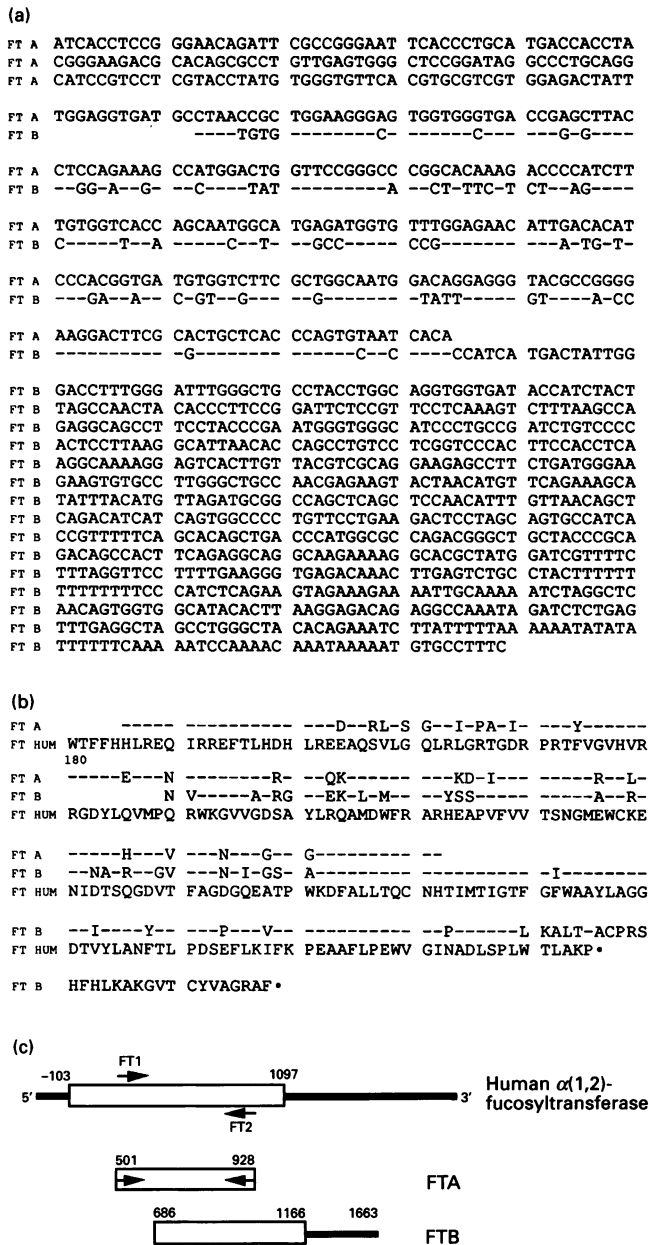 (a)
FT A ATCACCTCCG GGAACAGATT CGCCGGGAAT TCACCCTGCA TGACCACCTA
FT A CGGGAAGACG CACAGCGCCT GTTGAGTGGG CTCCGGATAG GCCCTGCAGG
FT A CATCCGTCCT CGTACCTATG TGGGTGTTCA CGTGCGTCGT GGAGACTATT
FT A TGGAGGTGAT GCCTAACCGC TGGAAGGGAG TGGTGGGTGA CCGAGCTTAC
FT B ----TGTG ---------C- -----C---- ---G-G----
FT A CTCCAGAAAG CCATGGACTG GTTCCGGGCC CGGCACAAAG ACCCCATCTT
FT B --GG-A--G- -C----TAT- ---------A --CT-TTC-T CT--AG----
FT A TGTGGTCACC AGCAATGGCA TGAGATGGTG TTTGGAGAAC ATTGACACAT
FT B C-----T--A -----C--T- --GCC----- CCG------- ---A-TG-T-
FT A CCCACGGTGA TGTGGTCTTC GCTGGCAATG GACAGGAGGG TACGCCGGGG
FT B ---GA--A-- C-GT--G--- ---G------ ----TATT-- --GT---A-CC
FT A AAGGACTTCG CACTGCTCAC CCAGTGTAAT CACA
FT B ---------- --G------- -----C--C- ----CCATCA TGACTATTGG
FT B GACCTTTGGG ATTTGGGCTG CCTACCTGGC AGGTGGTGAT ACCATCTACT
FT B TAGCCAACTA CACCCTTCCG GATTCTCCGT TCCTCAAAGT CTTTAAGCCA
FT B GAGGCAGCCT TCCTACCCGA ATGGGTGGGC ATCCCTGCCG ATCTGTCCCC
FT B ACTCCTTAAG GCATTAACAC CAGCCTGTCC TCGGTCCCAC TTCCACCTCA
FT B AGGCAAAAGG AGTCACTTGT TACGTCGCAG GAAGAGCCTT CTGATGGGAA
FT B GAAGTGTGCC TTGGGCTGCC AACGAGAAGT ACTAACATGT TCAGAAAGCA
FT B TATTTACATG TTAGATGCGG CCAGCTCAGC TCCAACATTT GTTAACAGCT
FT B CAGACATCAT CAGTGGCCCC TGTTCCTGAA GACTCCTAGC AGTGCCATCA
FT B CCGTTTTTCA GCACAGCTGA CCCATGGCGC CAGACGGGCT GCTACCCGCA
FT B GACAGCCACT TCAGAGGCAG GCAAGAAAAG GCACGCTATG GATCGTTTTC
FT B TTTAGGTTCC TTTTGAAGGG TGAGACAAAC TTGAGTCTGC CTACTTTTTT
FT B TTTTTTTTCC CATCTCAGAA GTAGAAAGAA AATTGCAAAA ATCTAGGCTC
FT B AACAGTGGTG GCATACACTT AAGGAGACAG AGGCCAAATA GATCTCTGAG
FT B TTTGAGGCTA GCCTGGGCTA CACAGAAATC TTATTTTTAA AAAATATATA
FT B TTTTTTCAAA AATCCAAAAC AAATAAAAAT GTGCCTTTC
(b)
FT A ----- ---------- ---D--RL-S G--I-PA-I- ---Y------
FT HUM WTFFHHLREQ IRREFTLHDH LREEAQSVLG QLRLGRTGDR PRTFVGVHVR
180
FT A -----E---N -------R-- -QK------- ---KD-I--- -----R--L-
FT B N V-----A-RG -EK-L-M--- --YSS----- -----A--R-
FT HUM RGDYLQVMPQ RWKGVVGDSA YLRQAMDWFR ARHEAPVFVV TSNGMEWCKE
FT A -----H---V ---N---G-- G--------- ---
FT B --NA-R--GV ---N-I-GS- A--------- ---------- -I--------
FT HUM NIDTSQGDVT FAGDGQEATP WKDFALLTQC NHTIMTIGTF GFWAAYLAGG
FT B --I---Y--- --P---V--- ---------- --P------L KALT-ACPRS
FT HUM DTVYLANFTL PDSEFLKIFK PEAAFLPEWV GINADLSPLW TLAKP•
FT B HFHLKAKGVT CYVAGRAF•
(c)
FT1
−103 1097
5′ 3′ Human α(1,2)-
fucosyltransferase
FT2
501 928
FTA
686 1166 1663
FTB